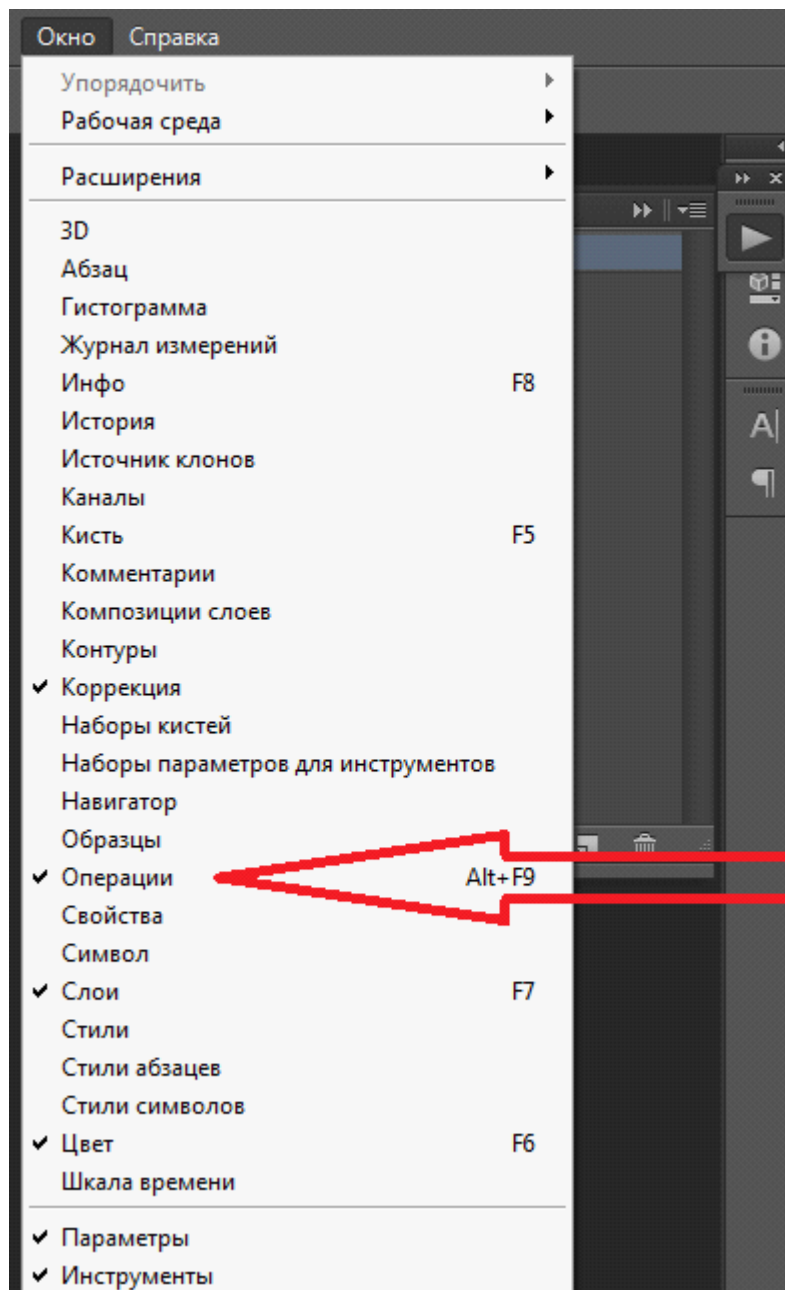 Окно Справка
Упорядочить
Рабочая среда
Расширения
3D
Абзац
Гистограмма
Журнал измерений
Инфо F8
История
Источник клонов
Каналы
Кисть F5
Комментарии
Композиции слоев
Контуры
Коррекция
Наборы кистей
Наборы параметров для инструментов
Навигатор
Образцы
Операции Alt+F9
Свойства
Символ
Слои F7
Стили
Стили абзацев
Стили символов
Цвет F6
Шкала времени
Параметры
Инструменты